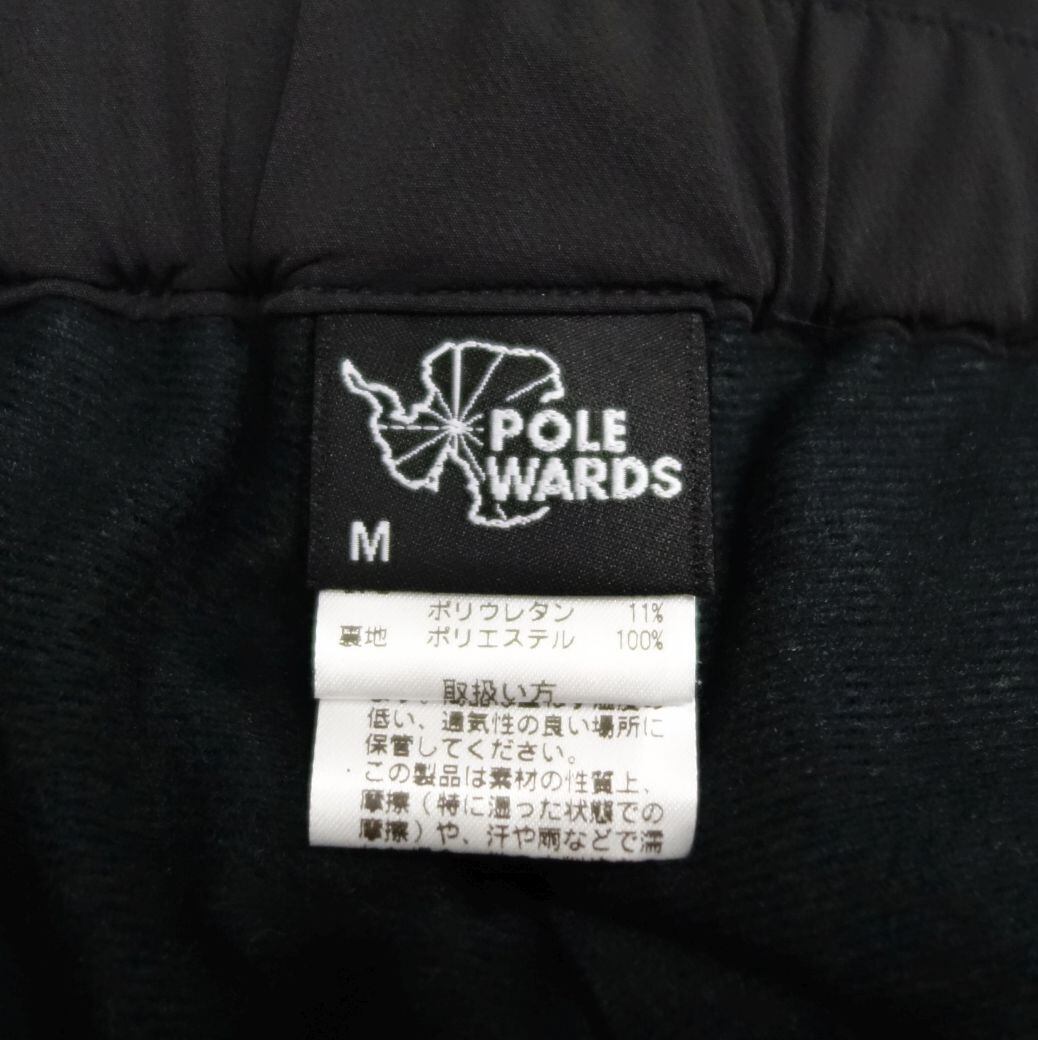 POLE
WARDS
M
ポリウレタン 11%
裏地 ポリエステル 100%
取扱い方
低い、通気性の良い場所に
保管してください。
この製品は素材の性質上、
摩擦(特に湿った状態での
摩擦)や、汗や雨などで濡